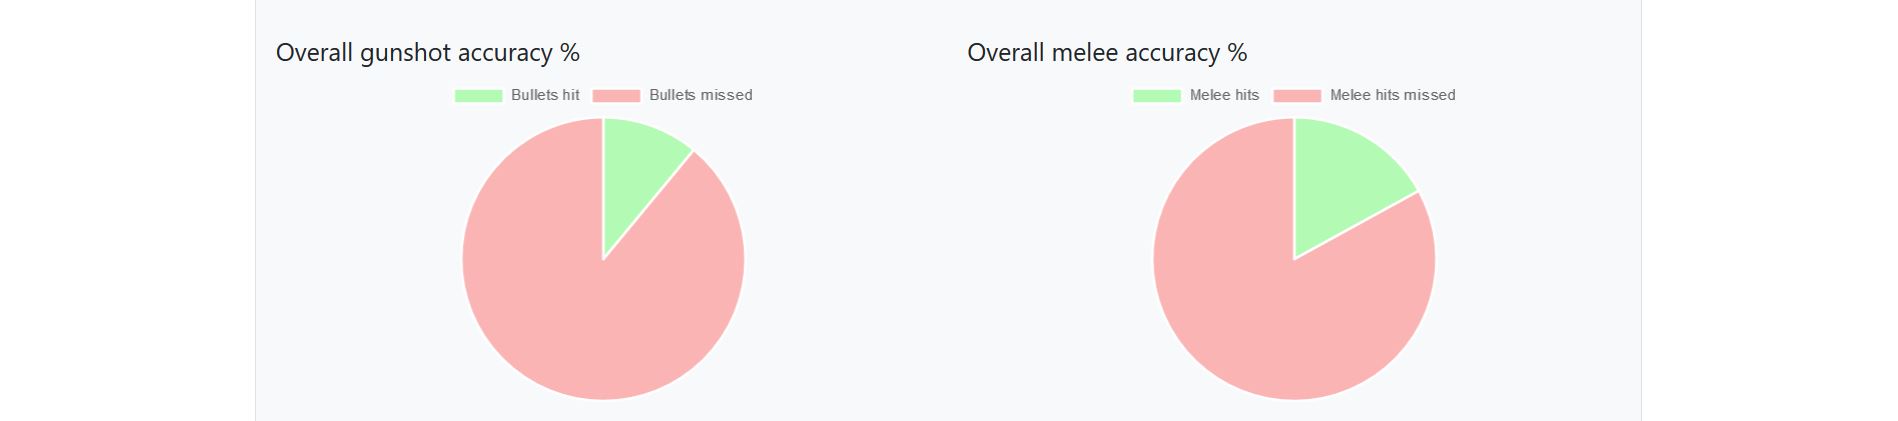 Overall gunshot accuracy %
Bullets hit Bullets missed
Overall melee accuracy %
Melee hits Melee hits missed